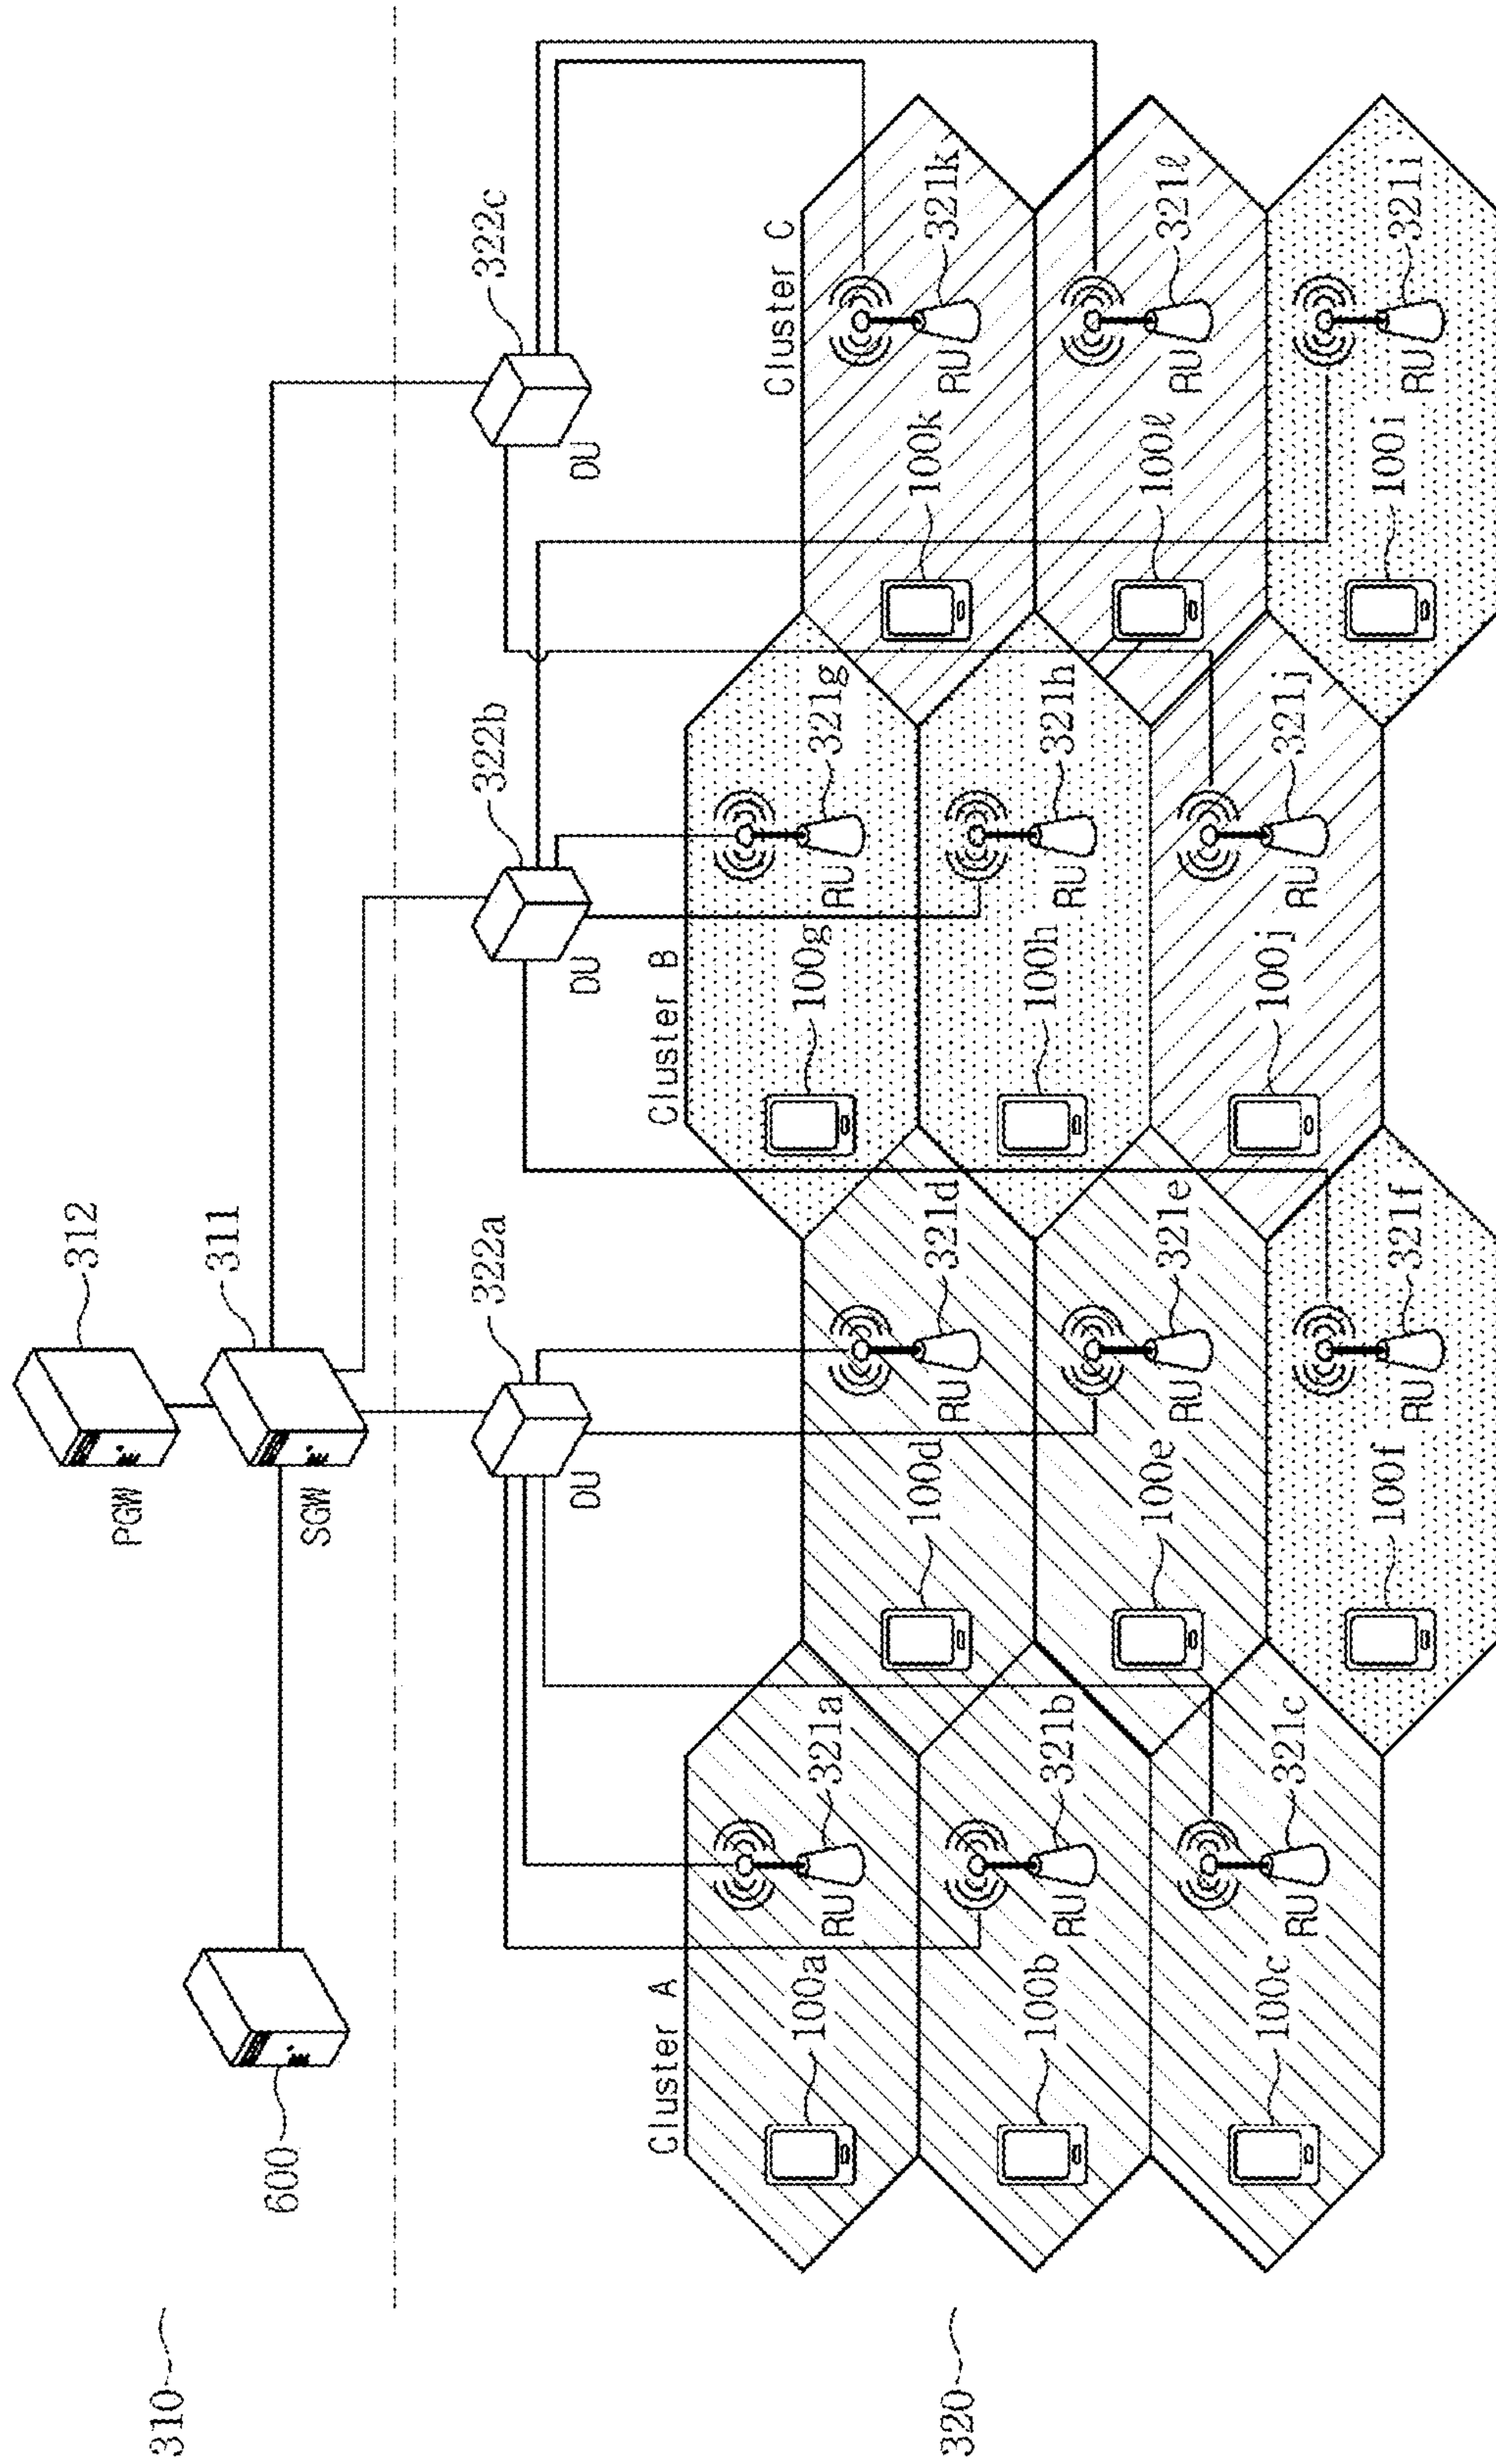 310
600
PGW
312
SGW
311
322a
DU
322b
DU
322c
DU
320
Cluster A
100a
RU
321a
100b
RU
321b
100c
RU
321c
100d
RU
321d
100e
RU
321e
100f
RU
321f
Cluster B
100g
RU
321g
100h
RU
321h
100j
RU
321j
Cluster C
100k
RU
321k
100ℓ
RU
321ℓ
100i
RU
321i